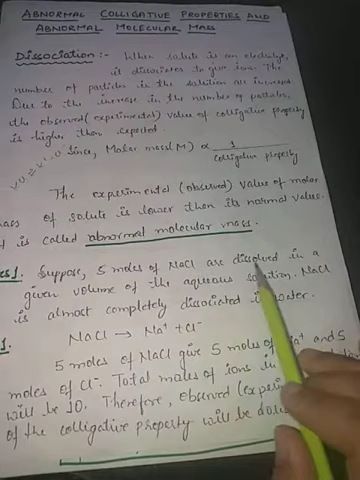 ABNORMAL COLLIGATIVE PROPERTIES AND
ABNORMAL MOLECULAR MASS
Dissociation:- When solute is an electrolyte,
it dissociates to give ions. The
number of particles in the solution are increased.
Due to the increase in the number of particles,
the observed (experimental) value of colligative property
is higher than expected.
Since, Molar mass(M) ∝ 1
colligative property
The experimental (observed) value of molar
mass of solute is lower than its normal value.
it is called abnormal molecular mass.
1. Suppose, 5 moles of NaCl are dissolved in a
given volume of the aqueous solution. NaCl
is almost completely dissociated in water.
NaCl → Na⁺ + Cl⁻
1.
5 moles of NaCl give 5 moles of and 5
moles of Cl⁻. Total moles of ions in
will be 10. Therefore, observed
of the colligative property will be